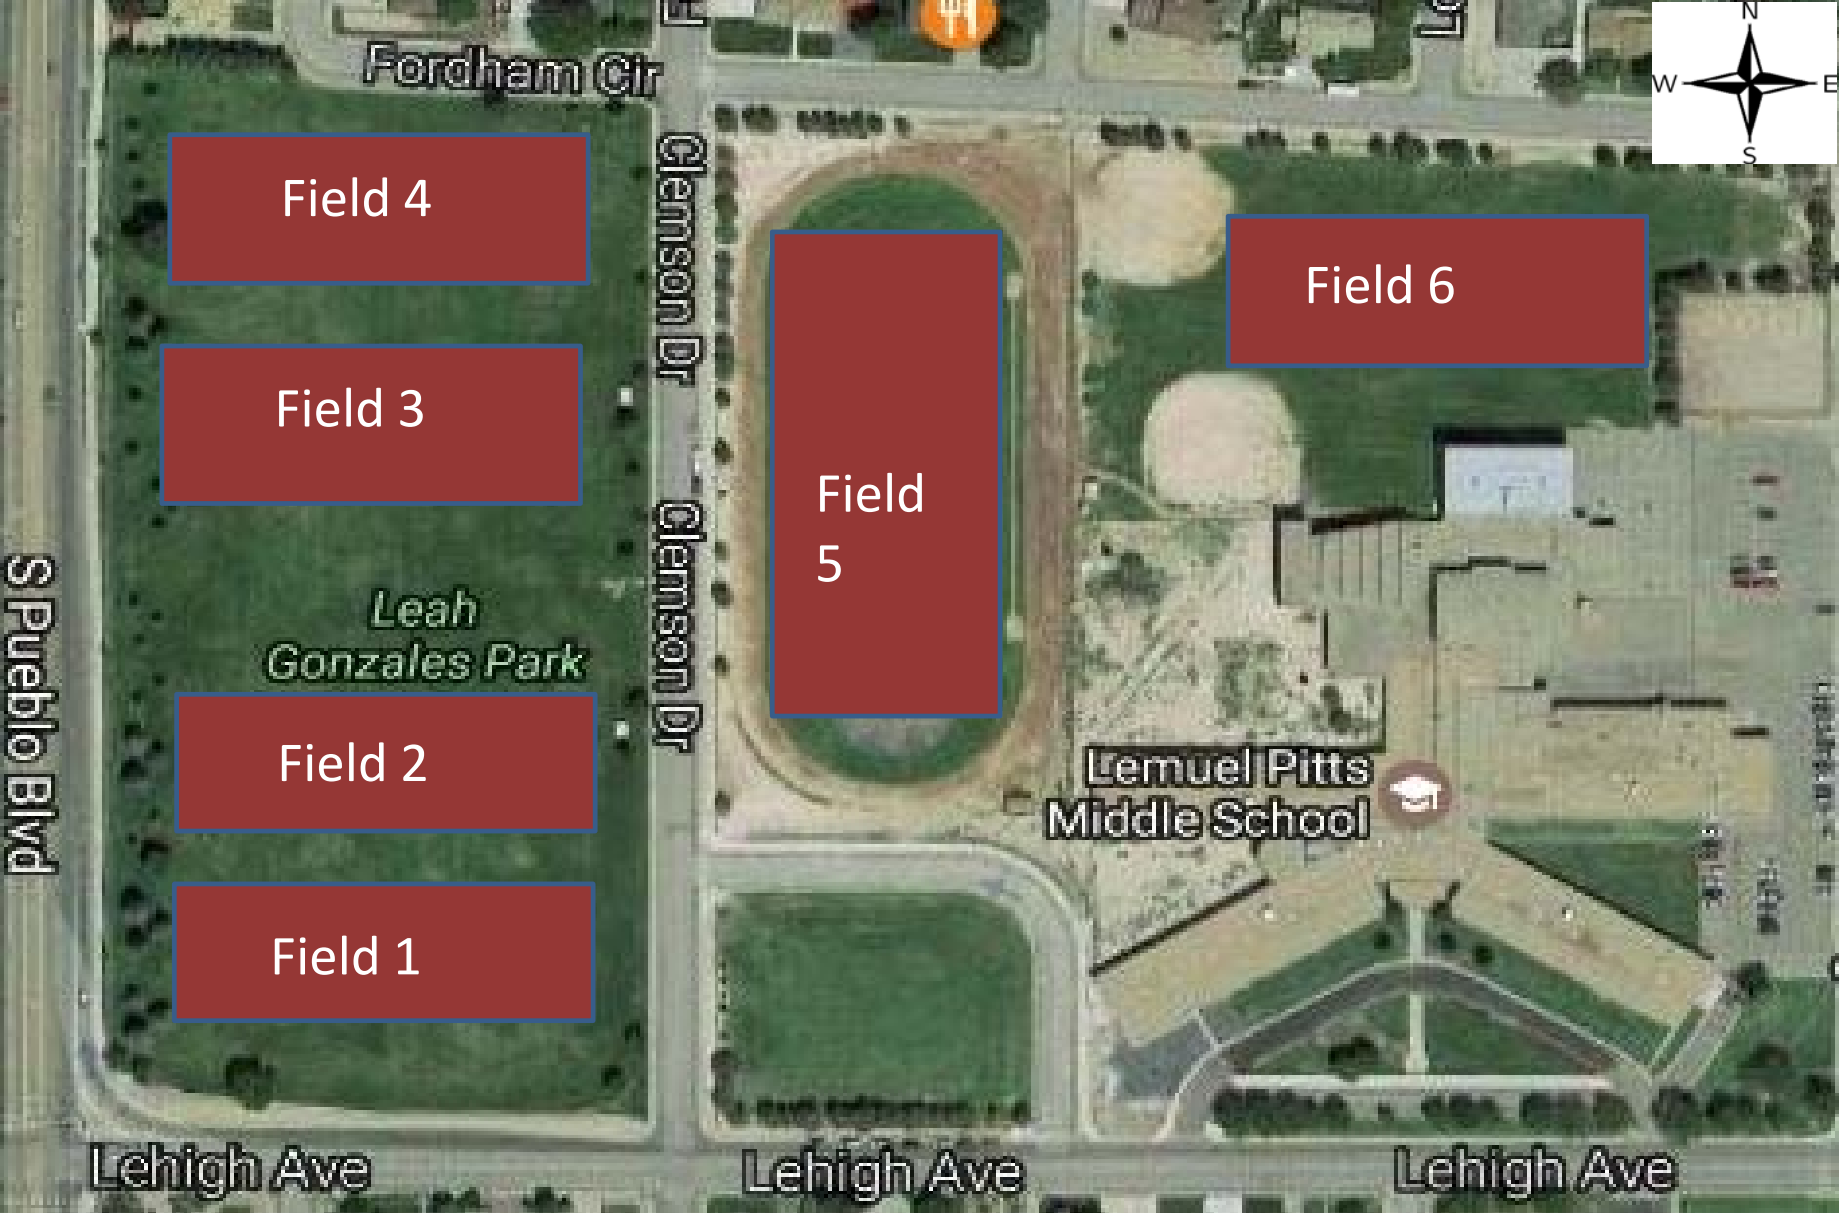 N
W E
S
Fordham Cir
Field 4
Clemson Dr
Field 6
Field 3
Field
5
Clemson Dr
S Pueblo Blvd
Leah
Gonzales Park
Field 2
Lemuel Pitts
Middle School
Field 1
Lehigh Ave
Lehigh Ave
Lehigh Ave